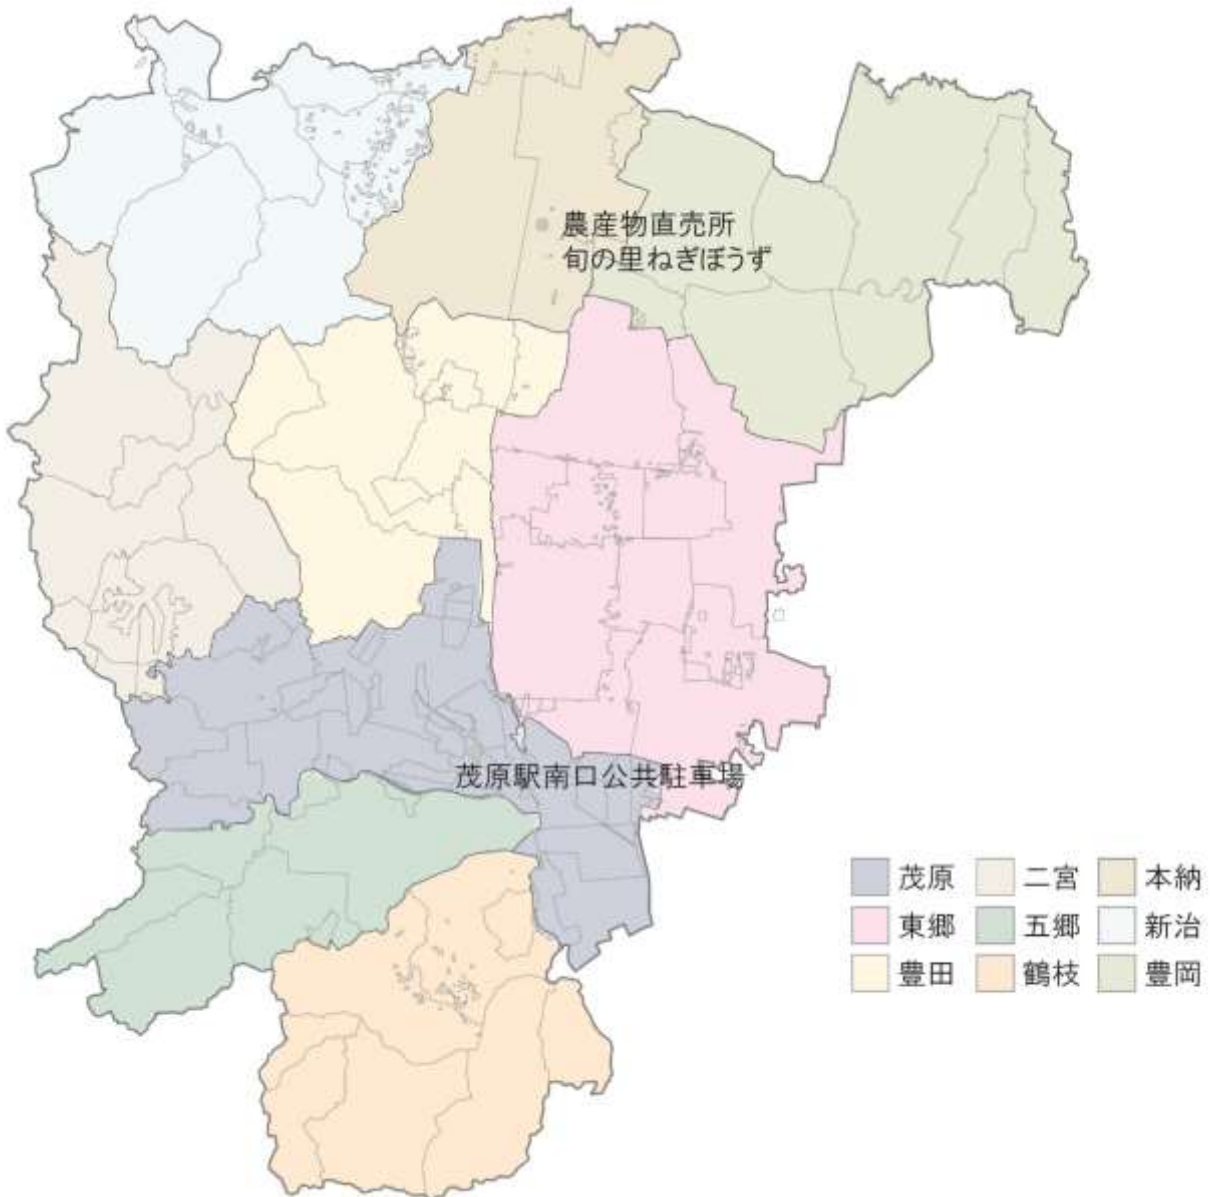 農産物直売所
旬の里ねぎぼうず
茂原駅南口公共駐車場
茂原 二宮 本納
東郷 五郷 新治
豊田 鶴枝 豊岡